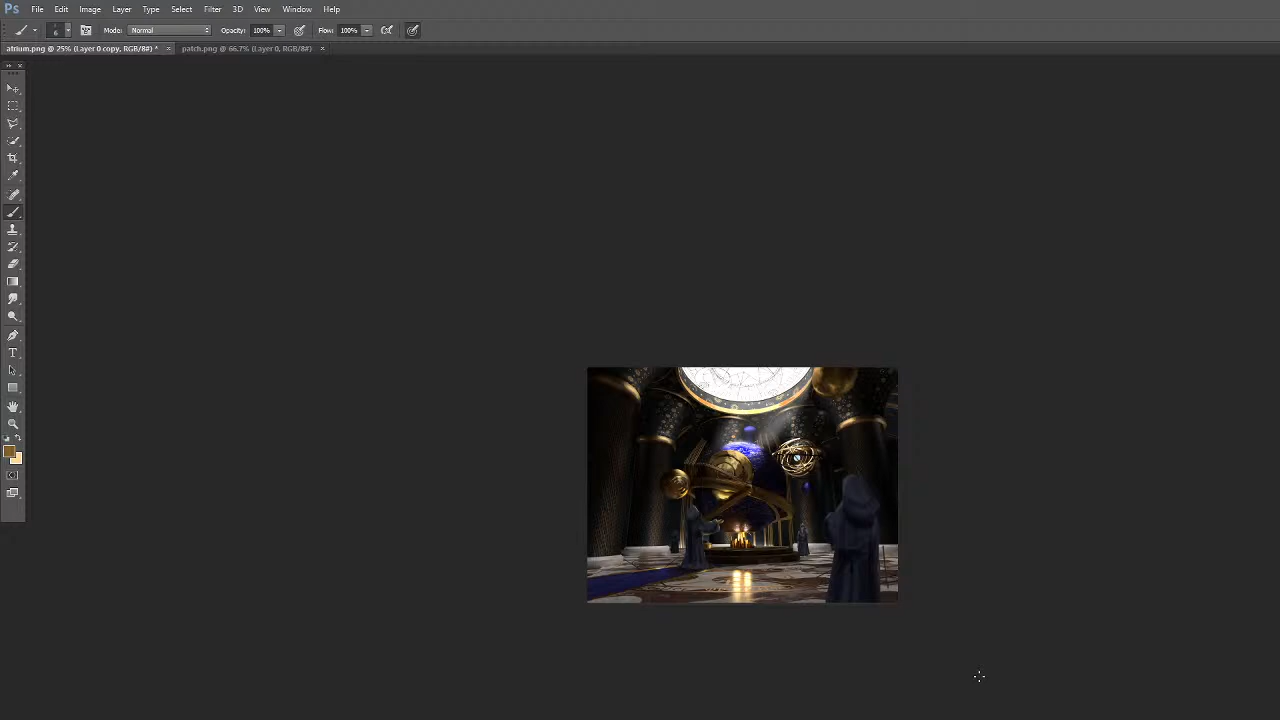 Ps File Edit Image Layer Type Select Filter 3D View Window Help
6 Mode: Normal Opacity: 100% Flow: 100%
atrium.png @ 25% (Layer 0 copy, RGB/8#) * × patch.png @ 66.7% (Layer 0, RGB/8#) ×